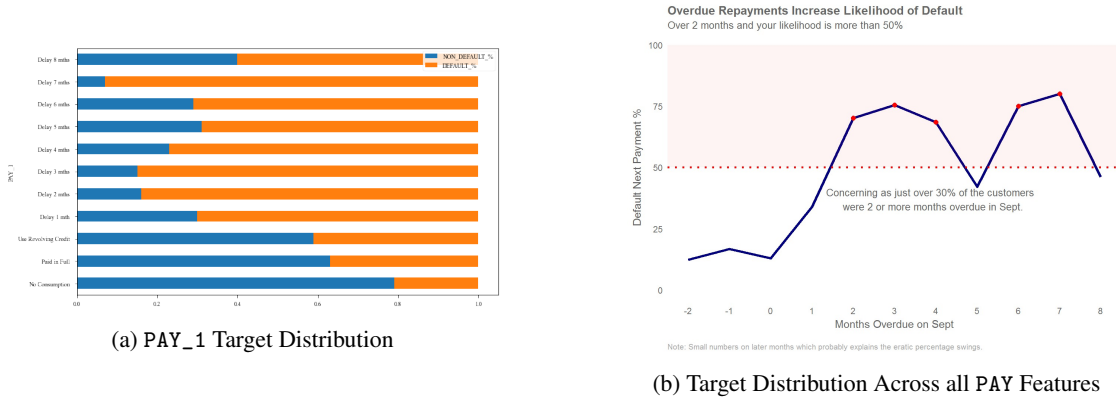 NON_DEFAULT_%
DEFAULT_%
Delay 8 mths
Delay 7 mths
Delay 6 mths
Delay 5 mths
Delay 4 mths
Delay 3 mths
Delay 2 mths
Delay 1 mth
Use Revolving Credit
Paid in Full
No Consumption
PAY_1
0.0 0.2 0.4 0.6 0.8 1.0
(a) PAY_1 Target Distribution
Overdue Repayments Increase Likelihood of Default
Over 2 months and your likelihood is more than 50%
100
75
50
25
0
Default Next Payment %
Concerning as just over 30% of the customers
were 2 or more months overdue in Sept.
-2 -1 0 1 2 3 4 5 6 7 8
Months Overdue on Sept
Note: Small numbers on later months which probably explains the eratic percentage swings.
(b) Target Distribution Across all PAY Features